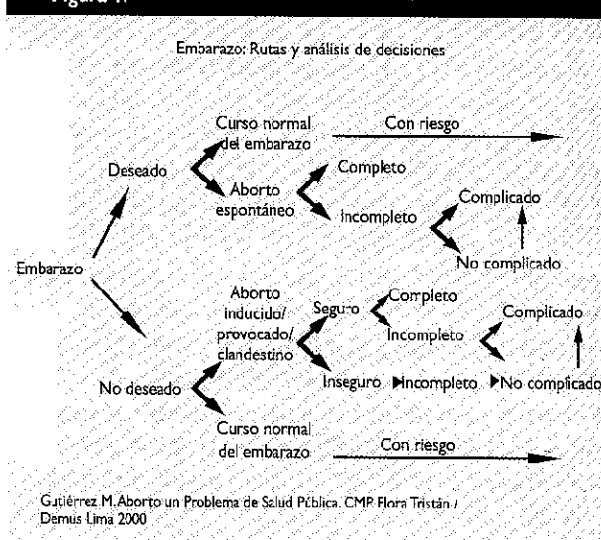 Embarazo: Rutas y análisis de decisiones
Curso normal
del embarazo
Con riesgo
Deseado
Aborto
espontáneo
Completo
Incompleto
Complicado
No complicado
Embarazo
Aborto
inducido/
provocado/
clandestino
Seguro
Completo
Incompleto
Complicado
Inseguro
Incompleto
No complicado
No deseado
Curso normal
del embarazo
Con riesgo
Gutiérrez M. Aborto un Problema de Salud Pública. CMP. Flora Tristán /
Demus Lima 2000